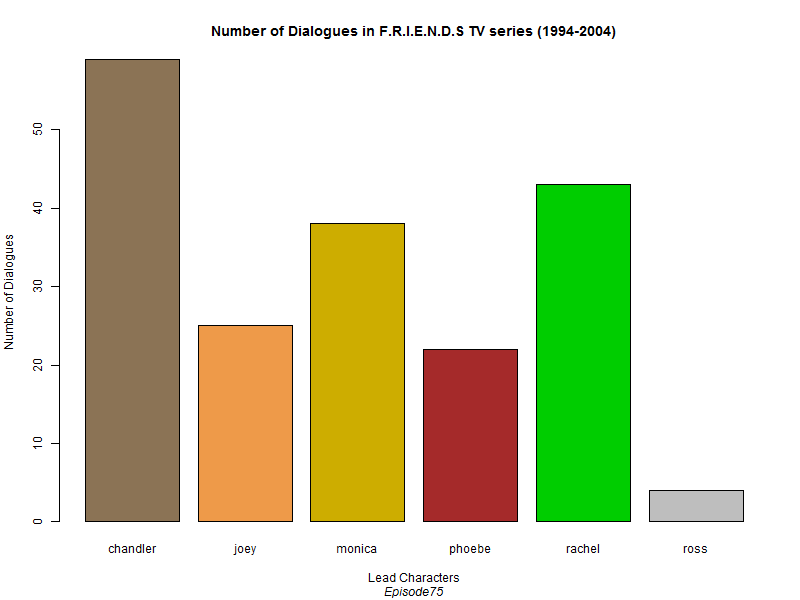 Number of Dialogues in F.R.I.E.N.D.S TV series (1994-2004)
Number of Dialogues
50
40
30
20
10
0
chandler joey monica phoebe rachel ross
Lead Characters
Episode75